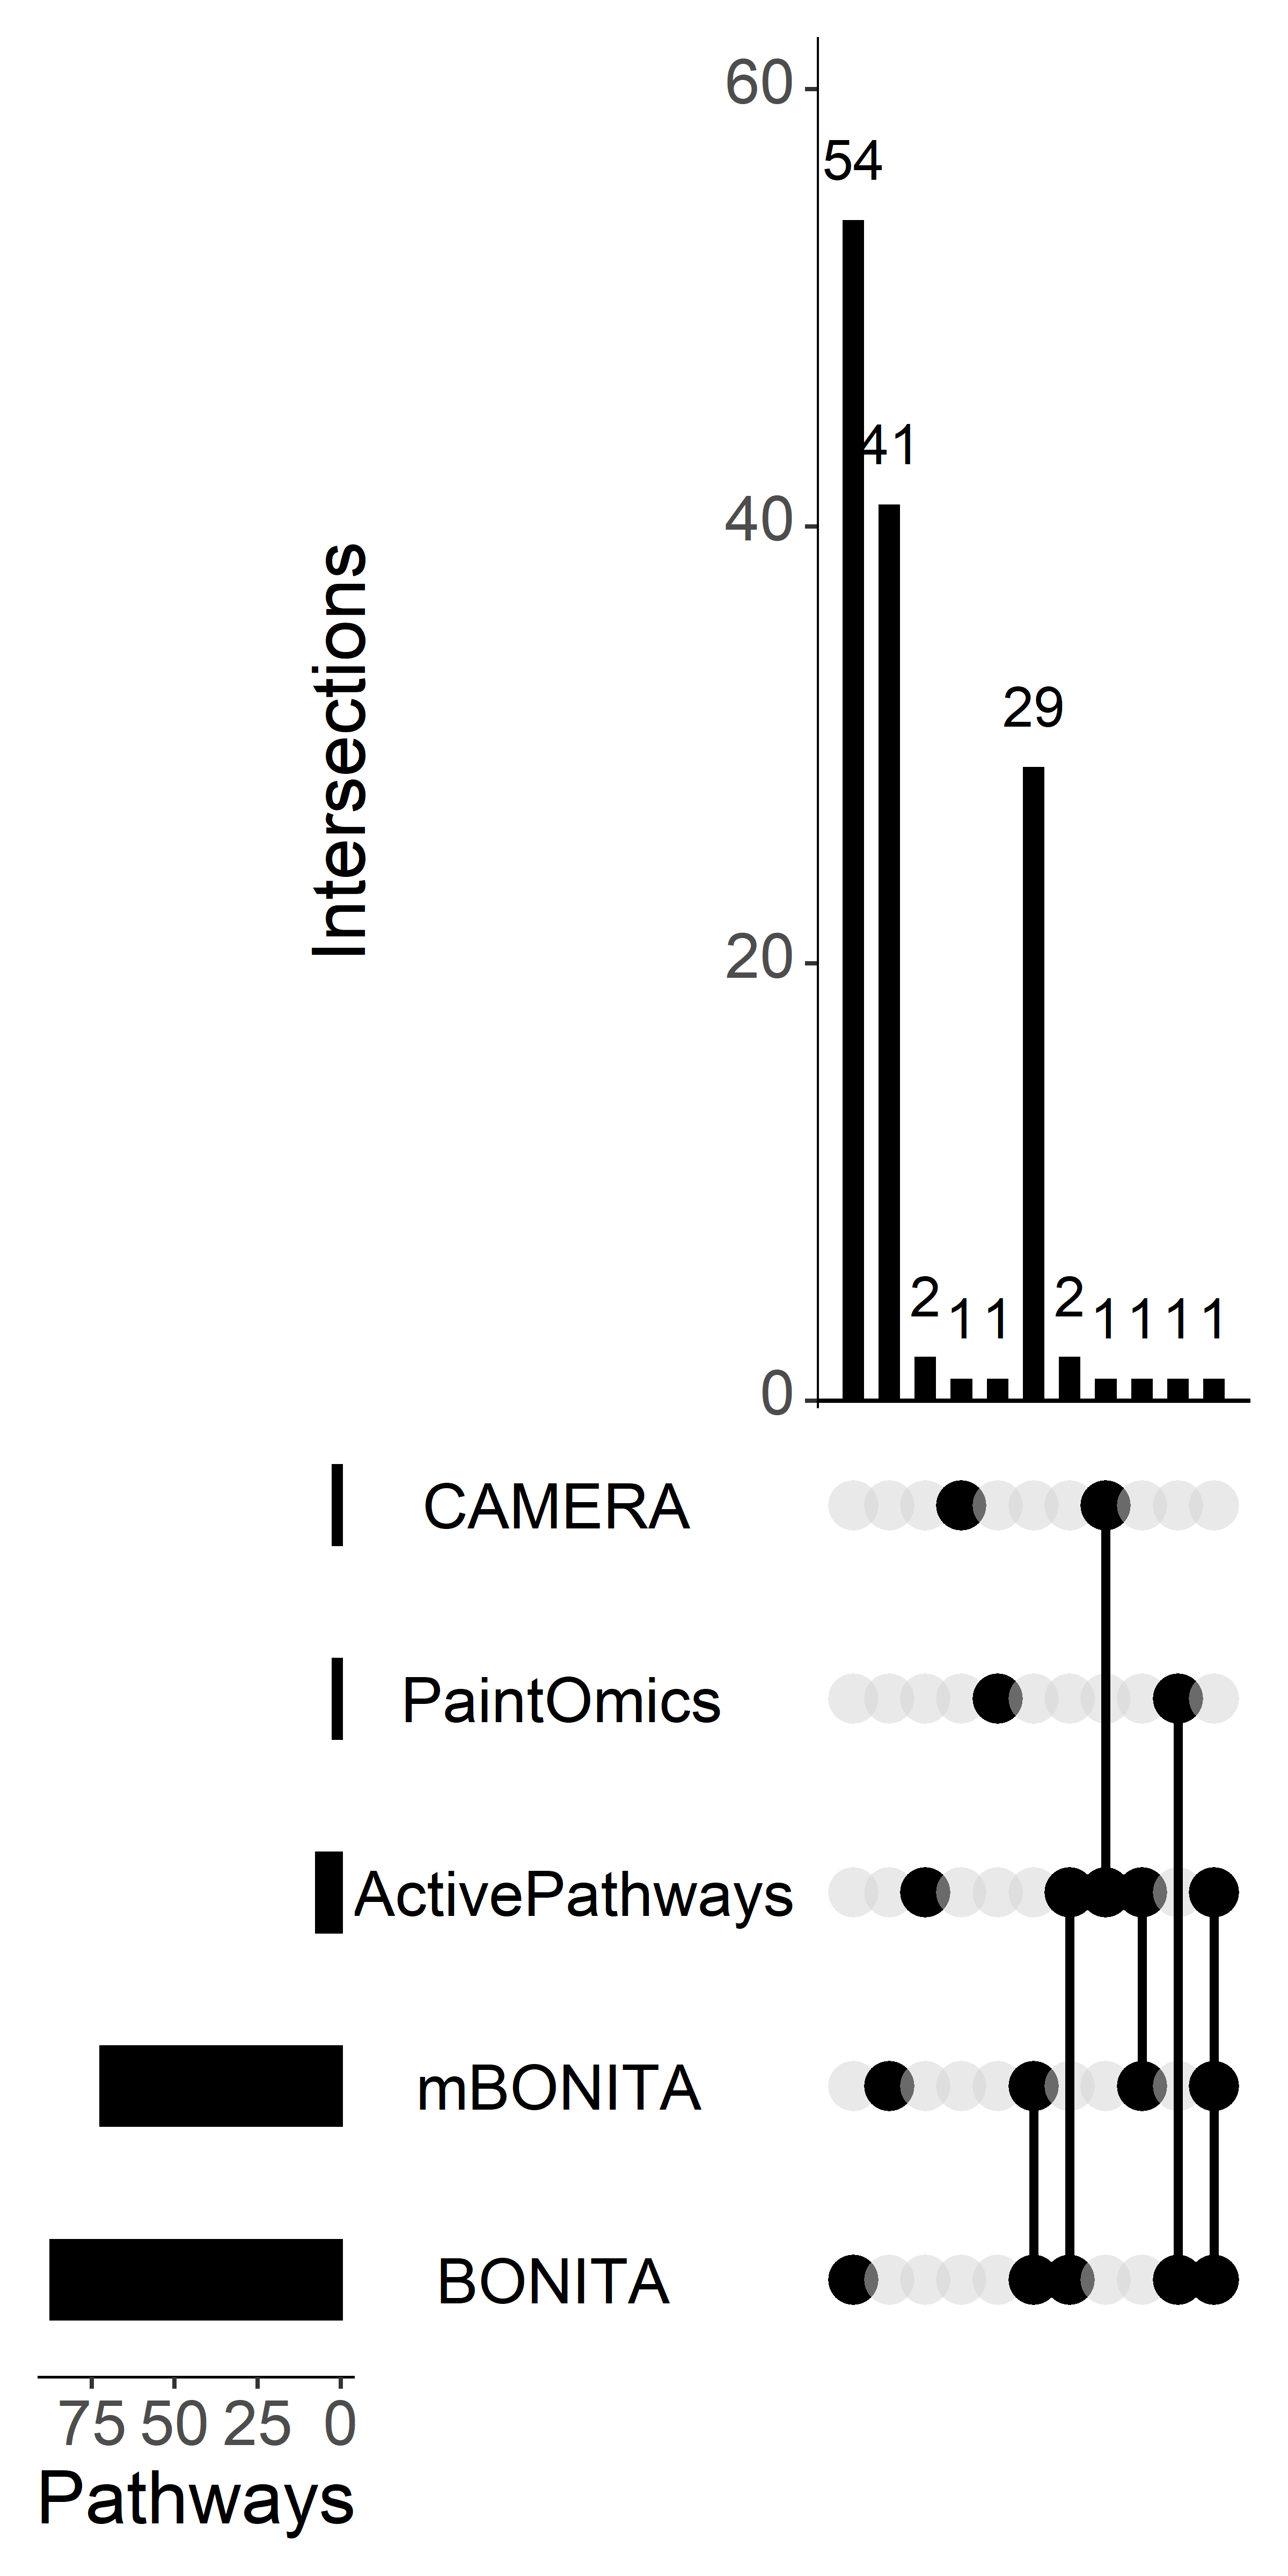 60
54
41
40
Intersections
29
20
2 1 1 2 1 1 1 1
0
CAMERA
PaintOmics
ActivePathways
mBONITA
BONITA
75 50 25 0
Pathways